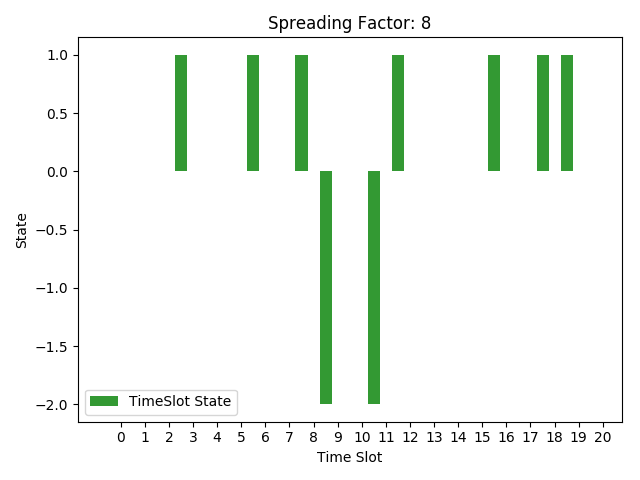 Spreading Factor: 8
1.0
0.5
0.0
−0.5
−1.0
−1.5
−2.0
State
TimeSlot State
0 1 2 3 4 5 6 7 8 9 10 11 12 13 14 15 16 17 18 19 20
Time Slot